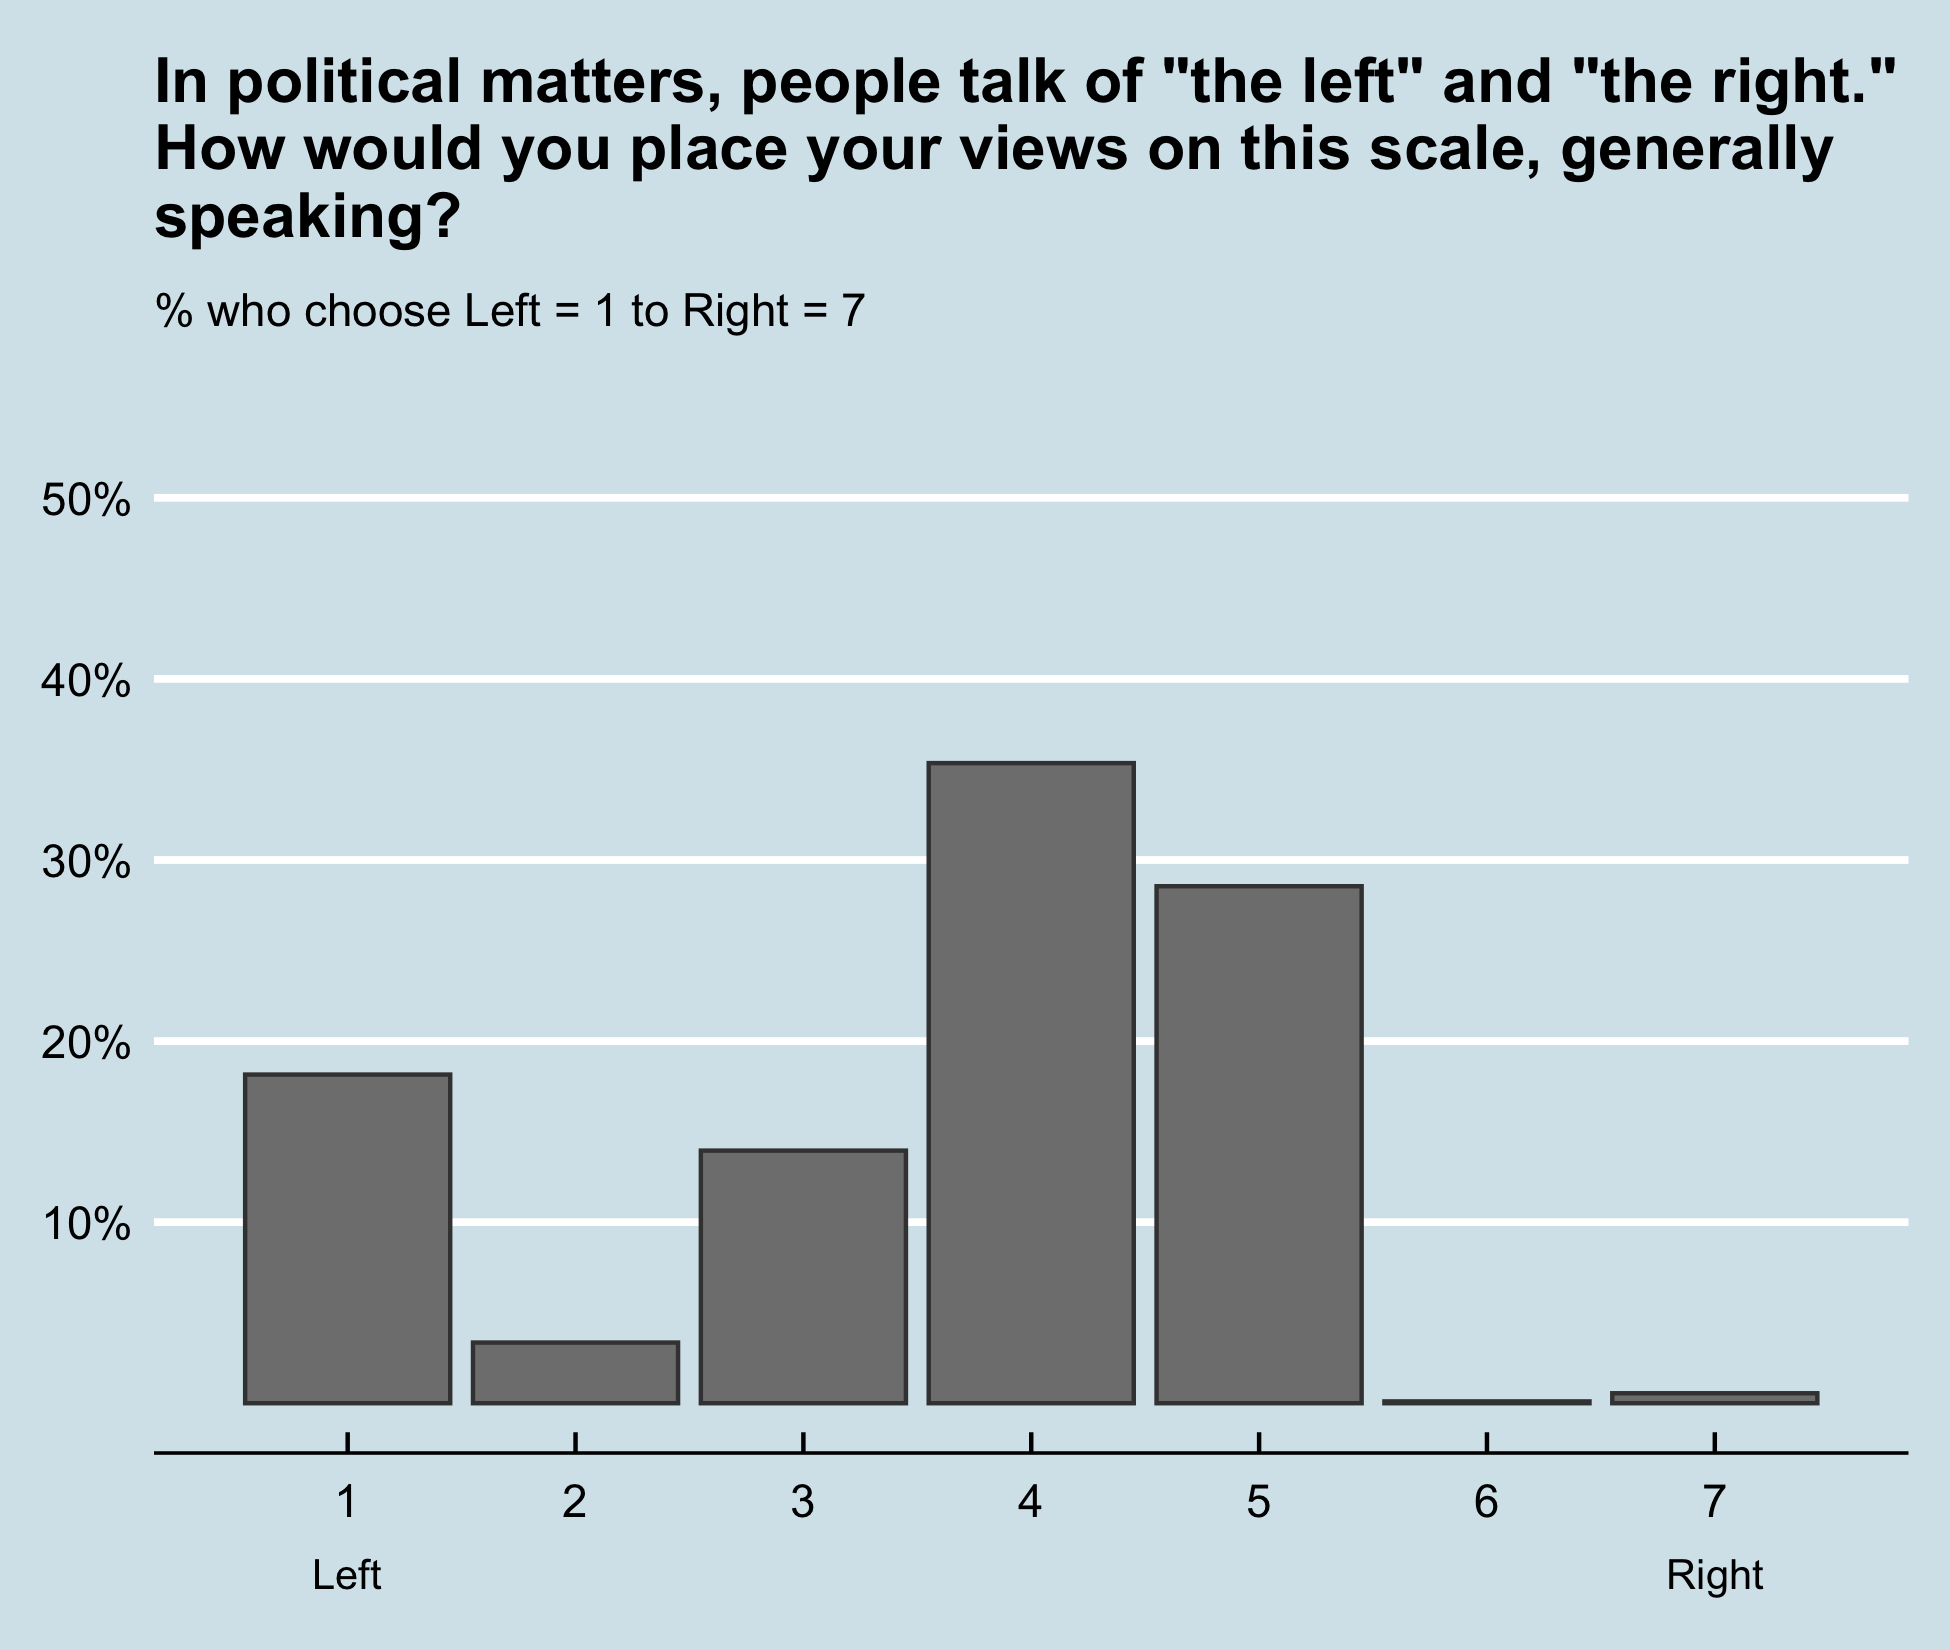 In political matters, people talk of "the left" and "the right."
How would you place your views on this scale, generally
speaking?
% who choose Left = 1 to Right = 7
50%
40%
30%
20%
10%
1 2 3 4 5 6 7
Left Right